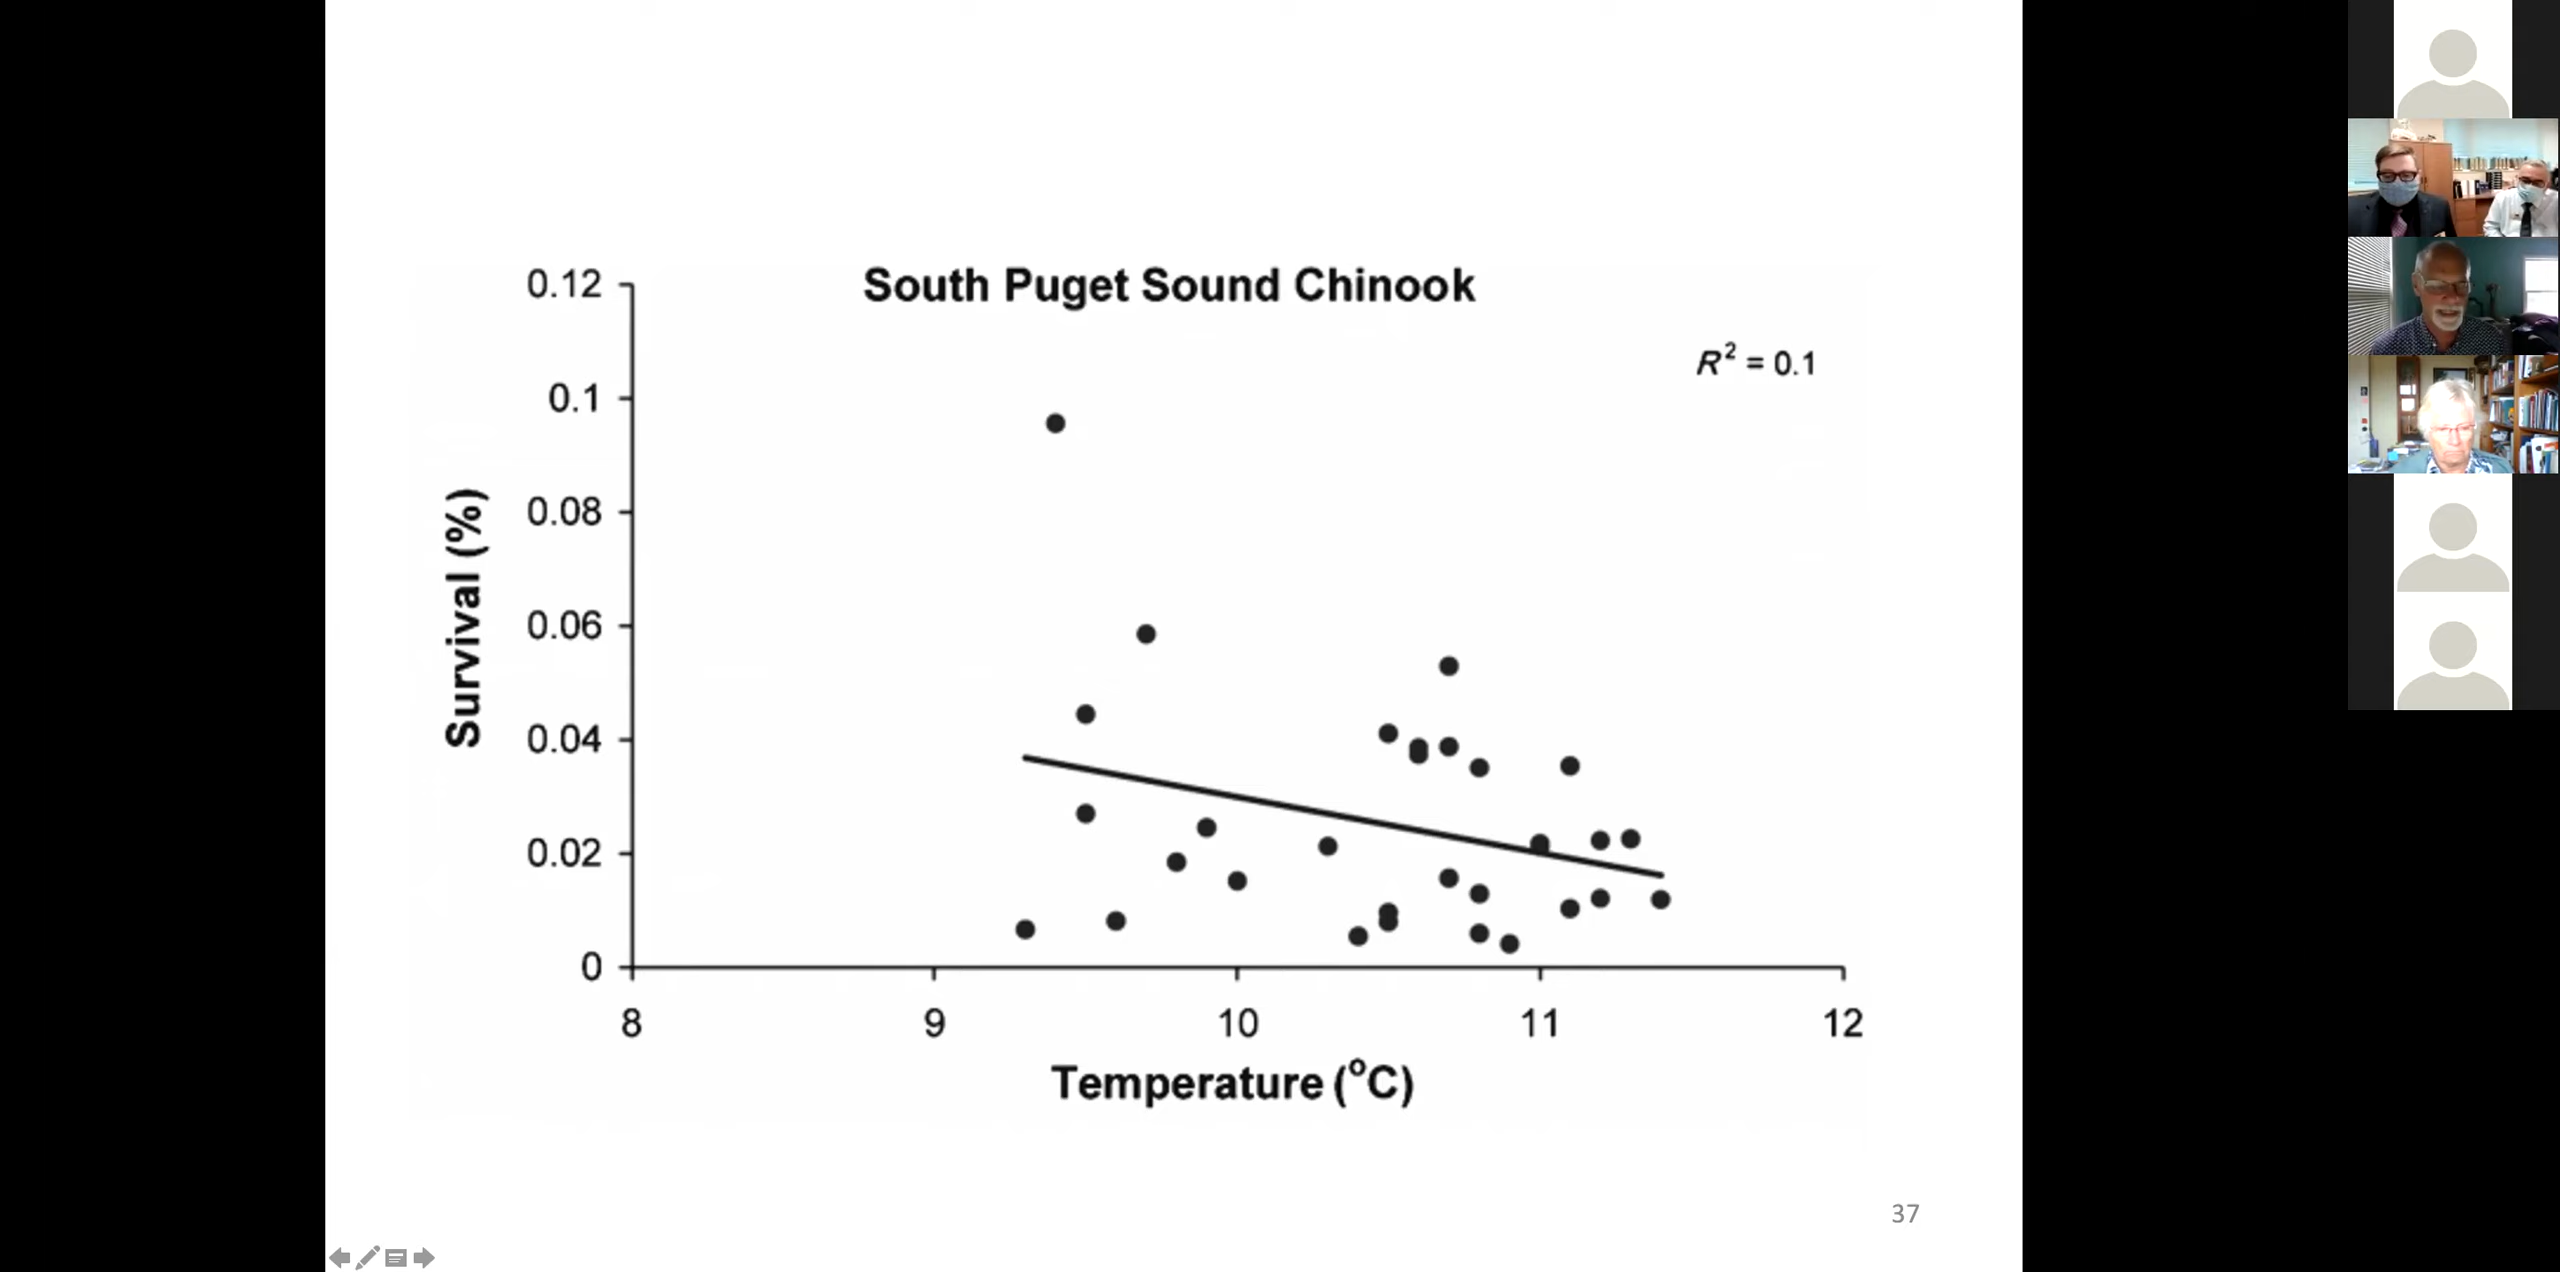 South Puget Sound Chinook
R² = 0.1
0.12
0.1
0.08
0.06
0.04
0.02
0
Survival (%)
8 9 10 11 12
Temperature (°C)
37